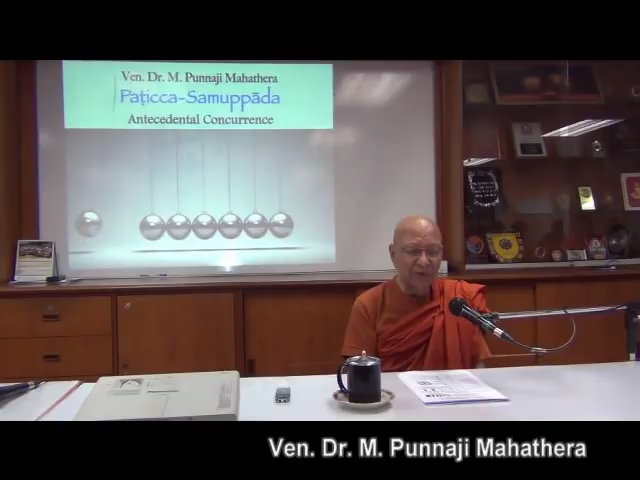 Ven. Dr. M. Punnaji Mahathera
Paṭicca-Samuppāda
Antecedental Concurrence
Ven. Dr. M. Punnaji Mahathera